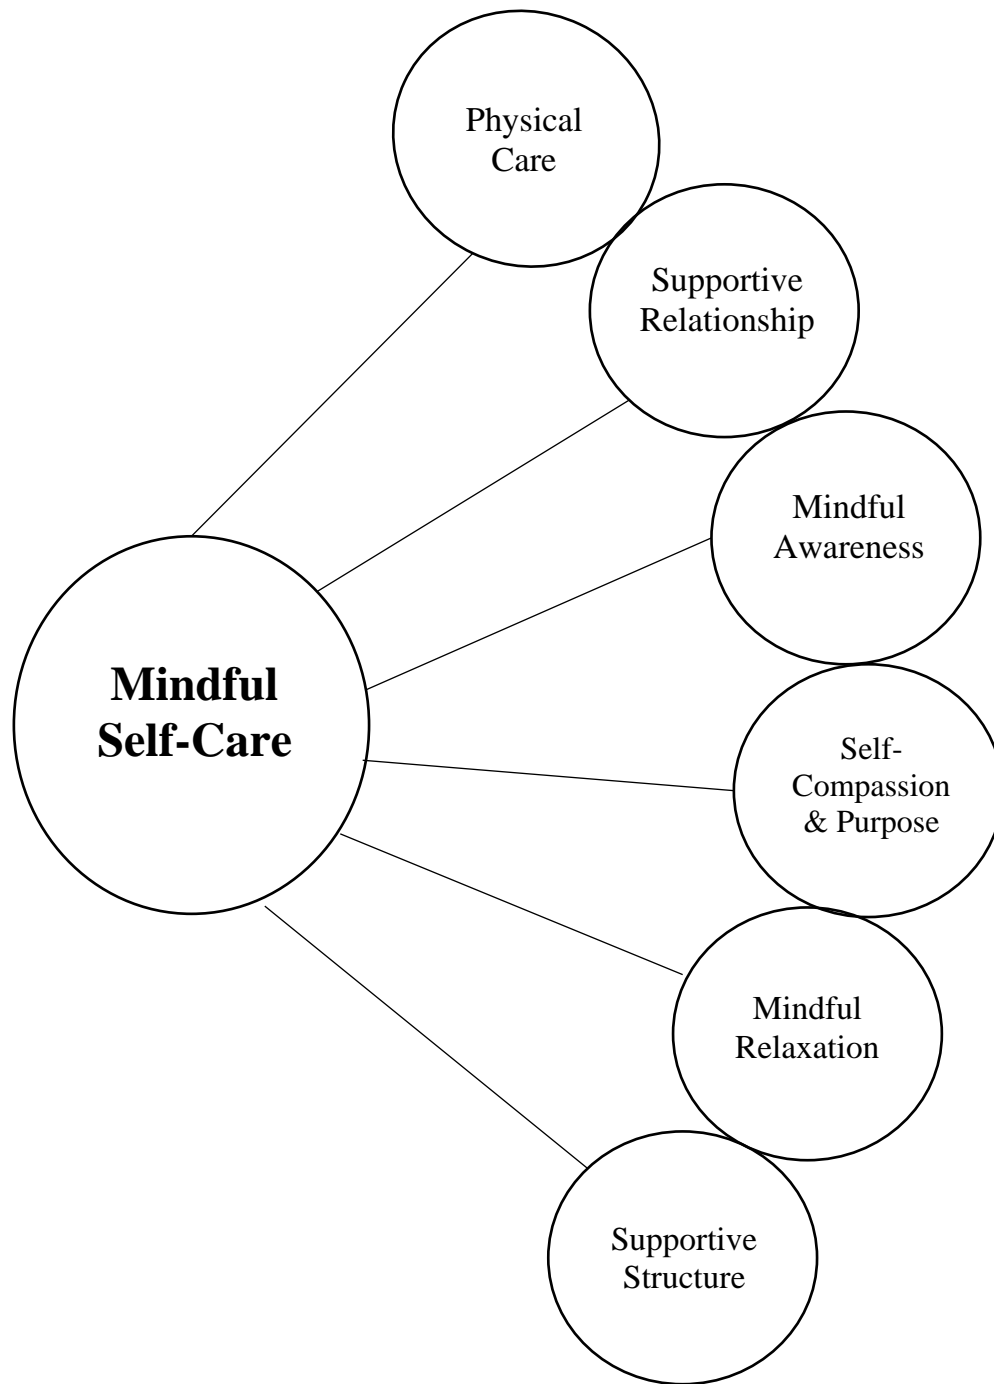 Physical
Care
Supportive
Relationship
Mindful
Awareness
Mindful
Self-Care
Self-
Compassion
& Purpose
Mindful
Relaxation
Supportive
Structure